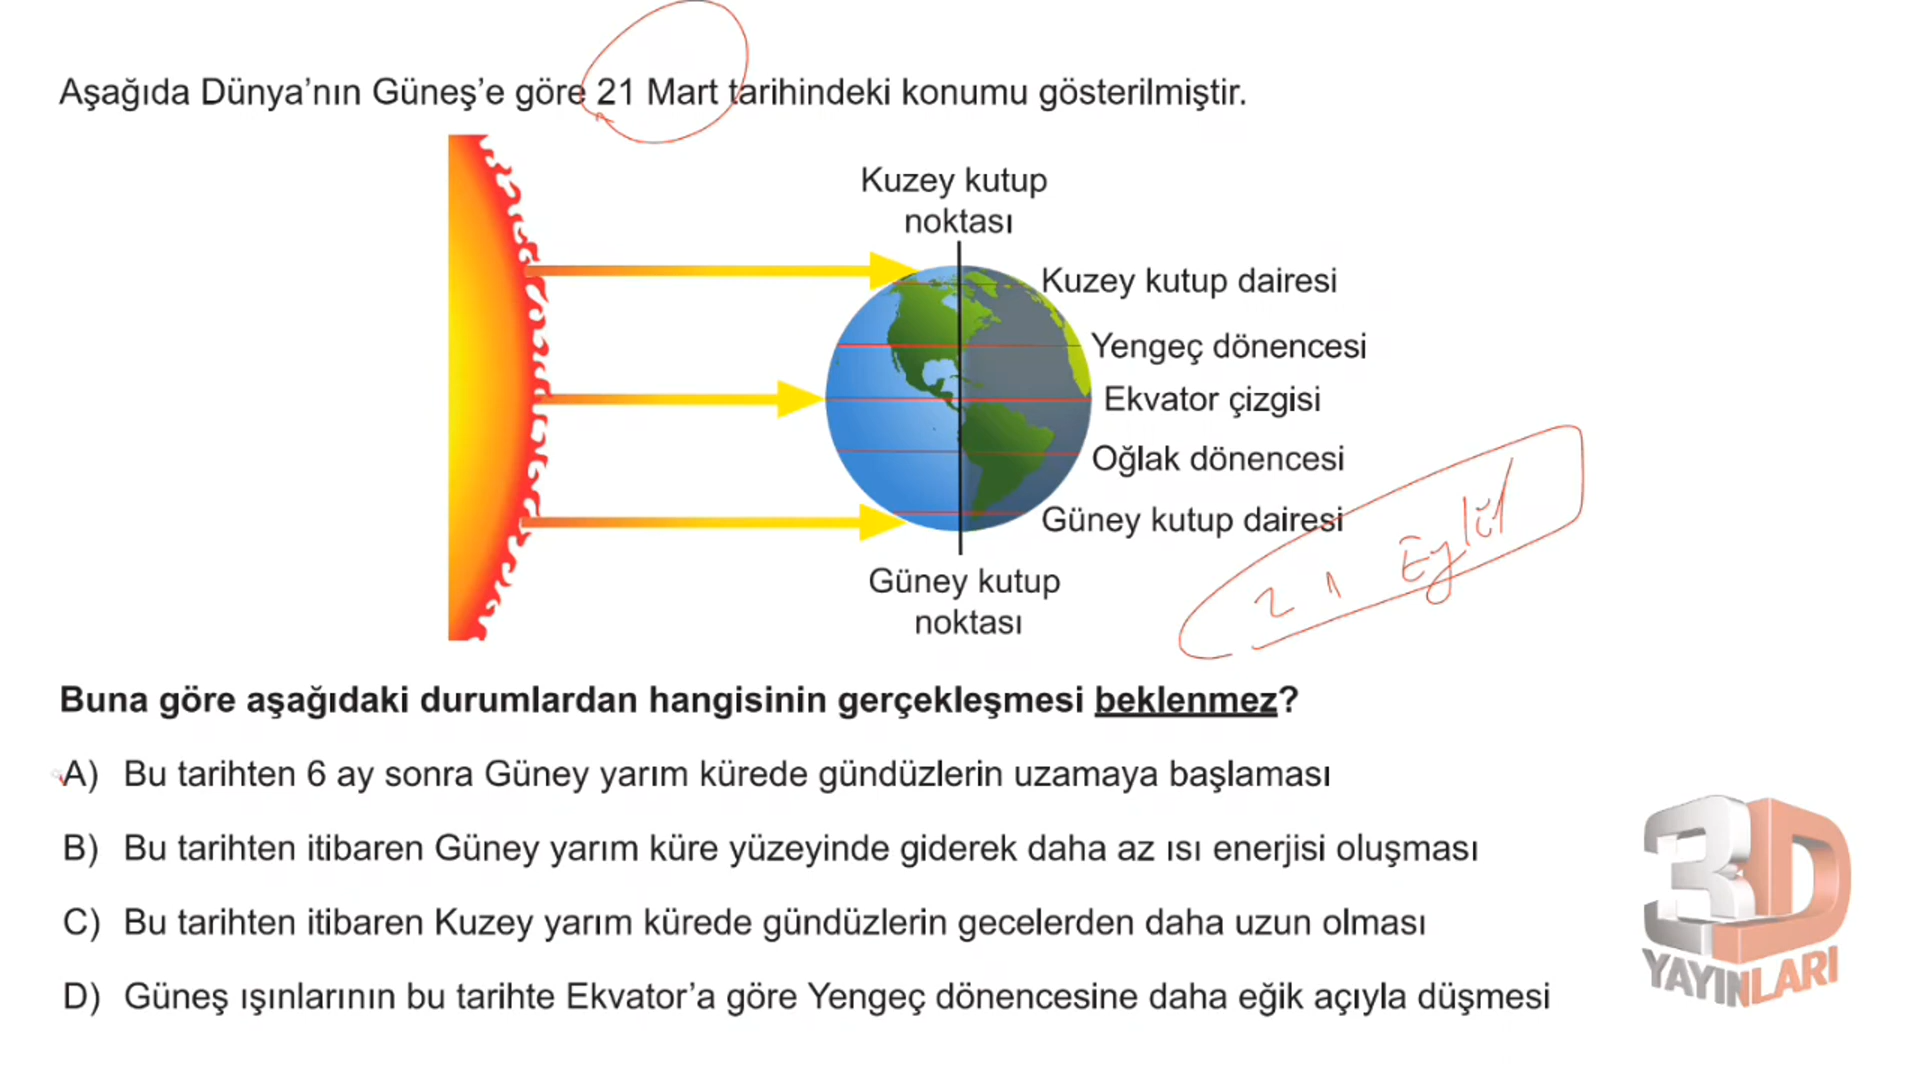 Aşağıda Dünya’nın Güneş’e göre 21 Mart tarihindeki konumu gösterilmiştir.
Kuzey kutup
noktası
Kuzey kutup dairesi
Yengeç dönencesi
Ekvator çizgisi
Oğlak dönencesi
Güney kutup dairesi
21 Eylül
Güney kutup
noktası
Buna göre aşağıdaki durumlardan hangisinin gerçekleşmesi beklenmez?
A) Bu tarihten 6 ay sonra Güney yarım kürede gündüzlerin uzamaya başlaması
B) Bu tarihten itibaren Güney yarım küre yüzeyinde giderek daha az ısı enerjisi oluşması
C) Bu tarihten itibaren Kuzey yarım kürede gündüzlerin gecelerden daha uzun olması
D) Güneş ışınlarının bu tarihte Ekvator’a göre Yengeç dönencesine daha eğik açıyla düşmesi
3D
YAYINLARI